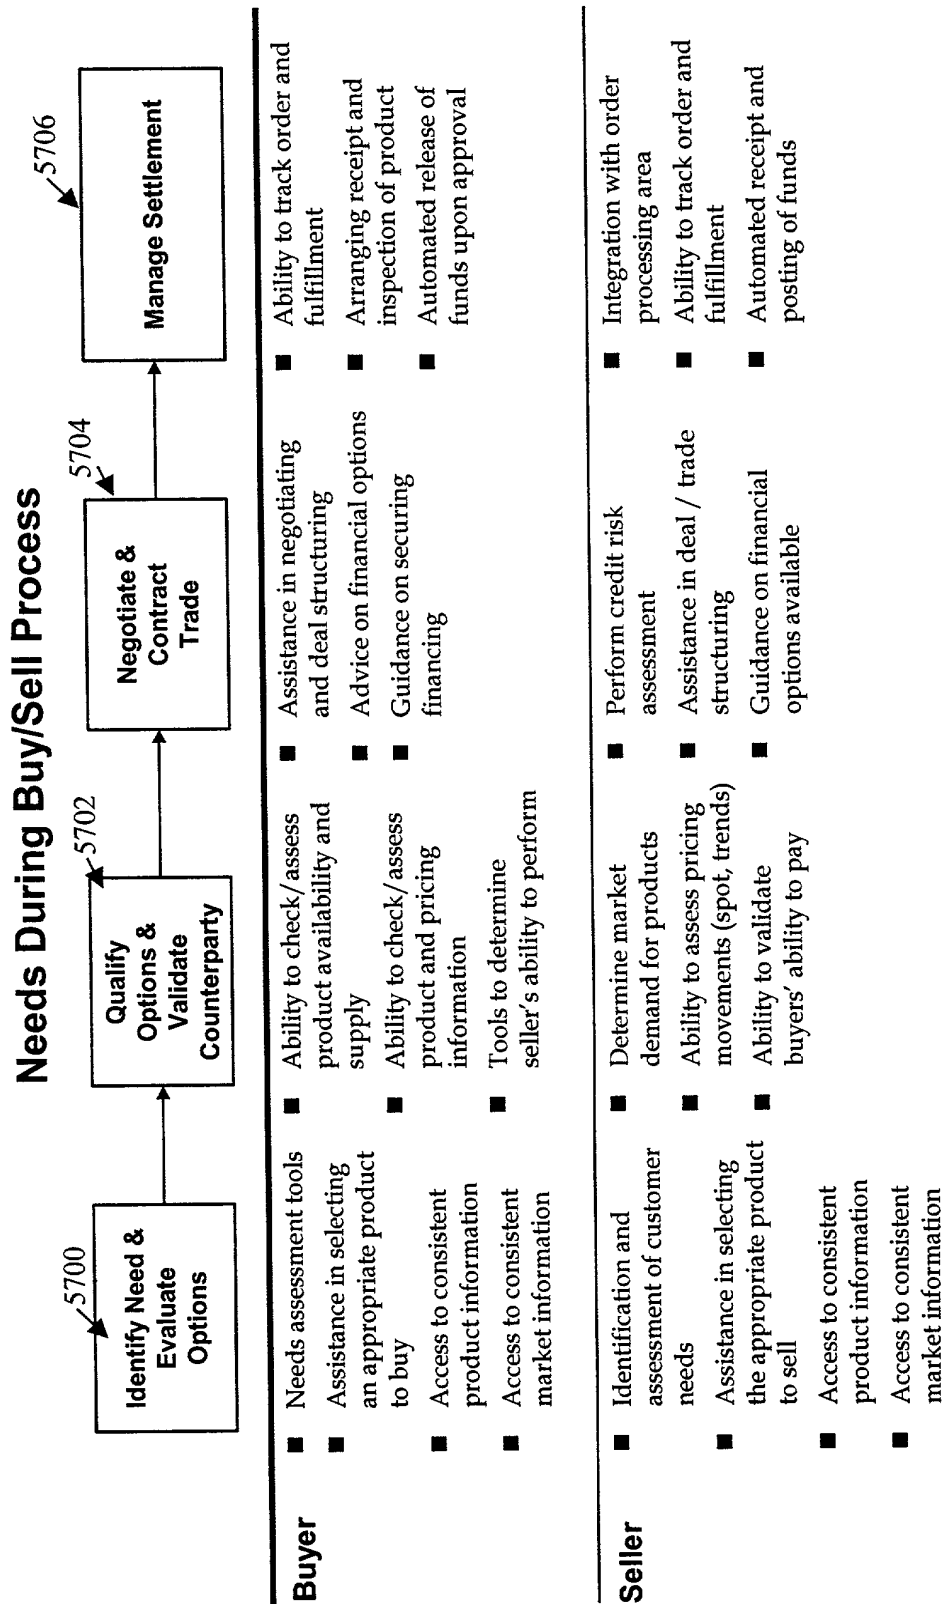 Needs During Buy/Sell Process
5700
Identify Need &
Evaluate
Options
5702
Qualify
Options &
Validate
Counterparty
5704
Negotiate &
Contract
Trade
5706
Manage Settlement
Buyer
■ Needs assessment tools
■ Assistance in selecting
an appropriate product
to buy
■ Access to consistent
product information
■ Access to consistent
market information
■ Ability to check/assess
product availability and
supply
■ Ability to check/assess
product and pricing
information
■ Tools to determine
seller's ability to perform
■ Assistance in negotiating
and deal structuring
■ Advice on financial options
■ Guidance on securing
financing
■ Ability to track order and
fulfillment
■ Arranging receipt and
inspection of product
■ Automated release of
funds upon approval
Seller
■ Identification and
assessment of customer
needs
■ Assistance in selecting
the appropriate product
to sell
■ Access to consistent
product information
■ Access to consistent
market information
■ Determine market
demand for products
■ Ability to assess pricing
movements (spot, trends)
■ Ability to validate
buyers' ability to pay
■ Perform credit risk
assessment
■ Assistance in deal / trade
structuring
■ Guidance on financial
options available
■ Integration with order
processing area
■ Ability to track order and
fulfillment
■ Automated receipt and
posting of funds